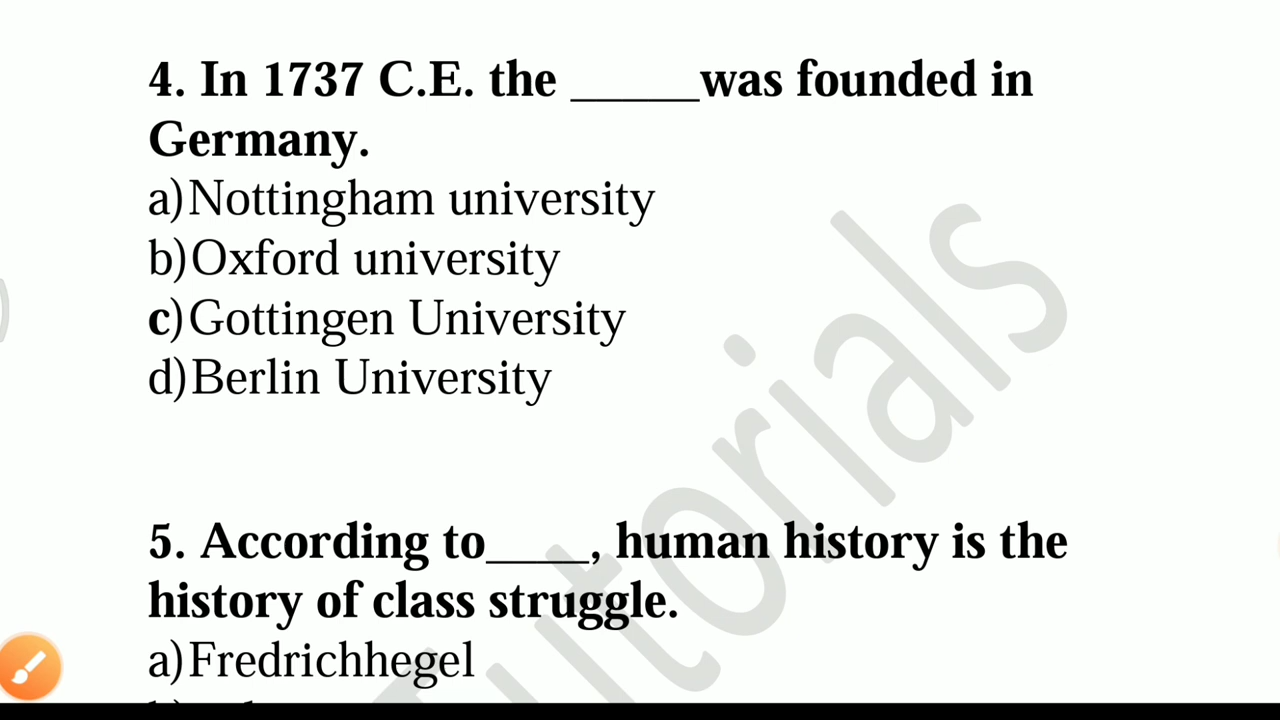 4. In 1737 C.E. the _____was founded in
Germany.
a)Nottingham university
b)Oxford university
c)Gottingen University
d)Berlin University
5. According to____, human history is the
history of class struggle.
a)Fredrichhegel
Tutorials